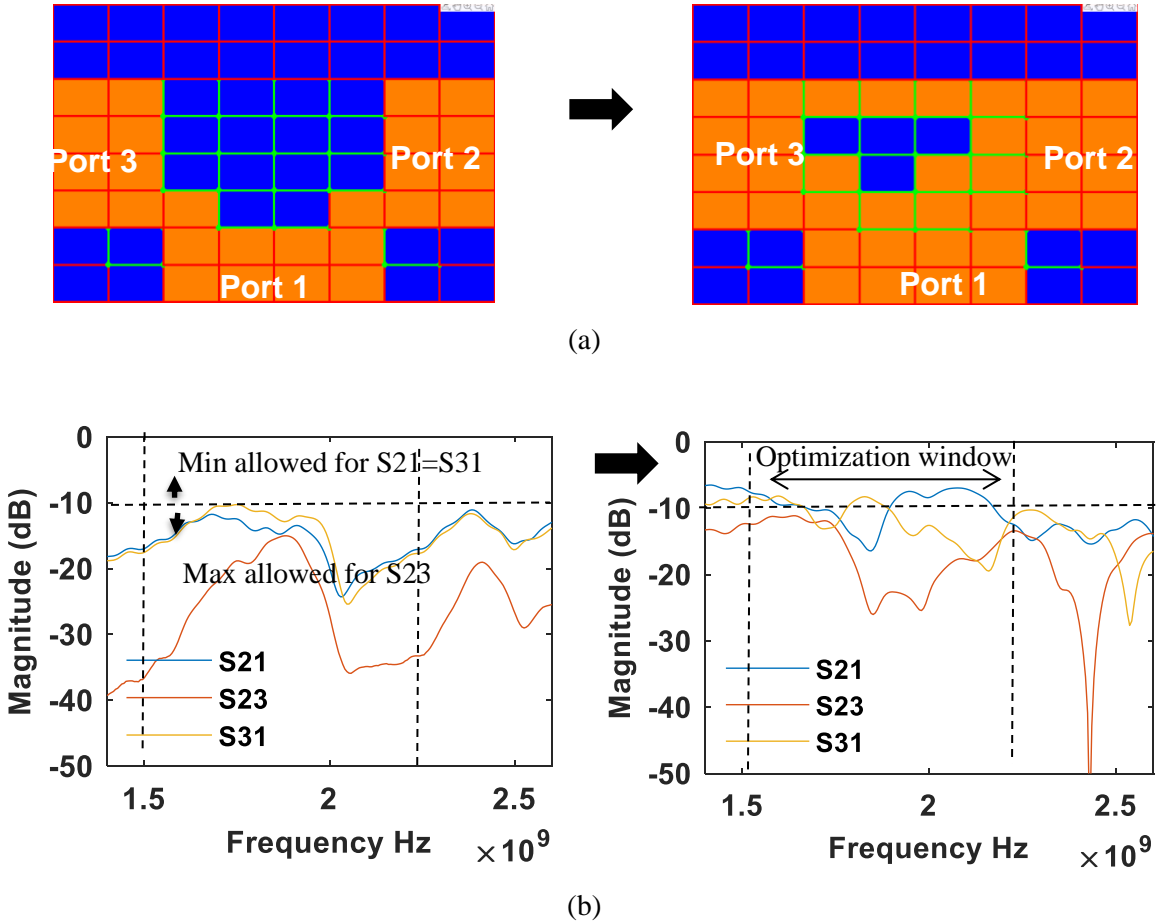 Port 3
Port 2
Port 1
Port 3
Port 2
Port 1
(a)
0
-10
-20
-30
-40
-50
Magnitude (dB)
Min allowed for S21=S31
Max allowed for S23
S21
S23
S31
1.5
2
2.5
Frequency Hz
×10^9
0
-10
-20
-30
-40
-50
Magnitude (dB)
Optimization window
S21
S23
S31
1.5
2
2.5
Frequency Hz
×10^9
(b)